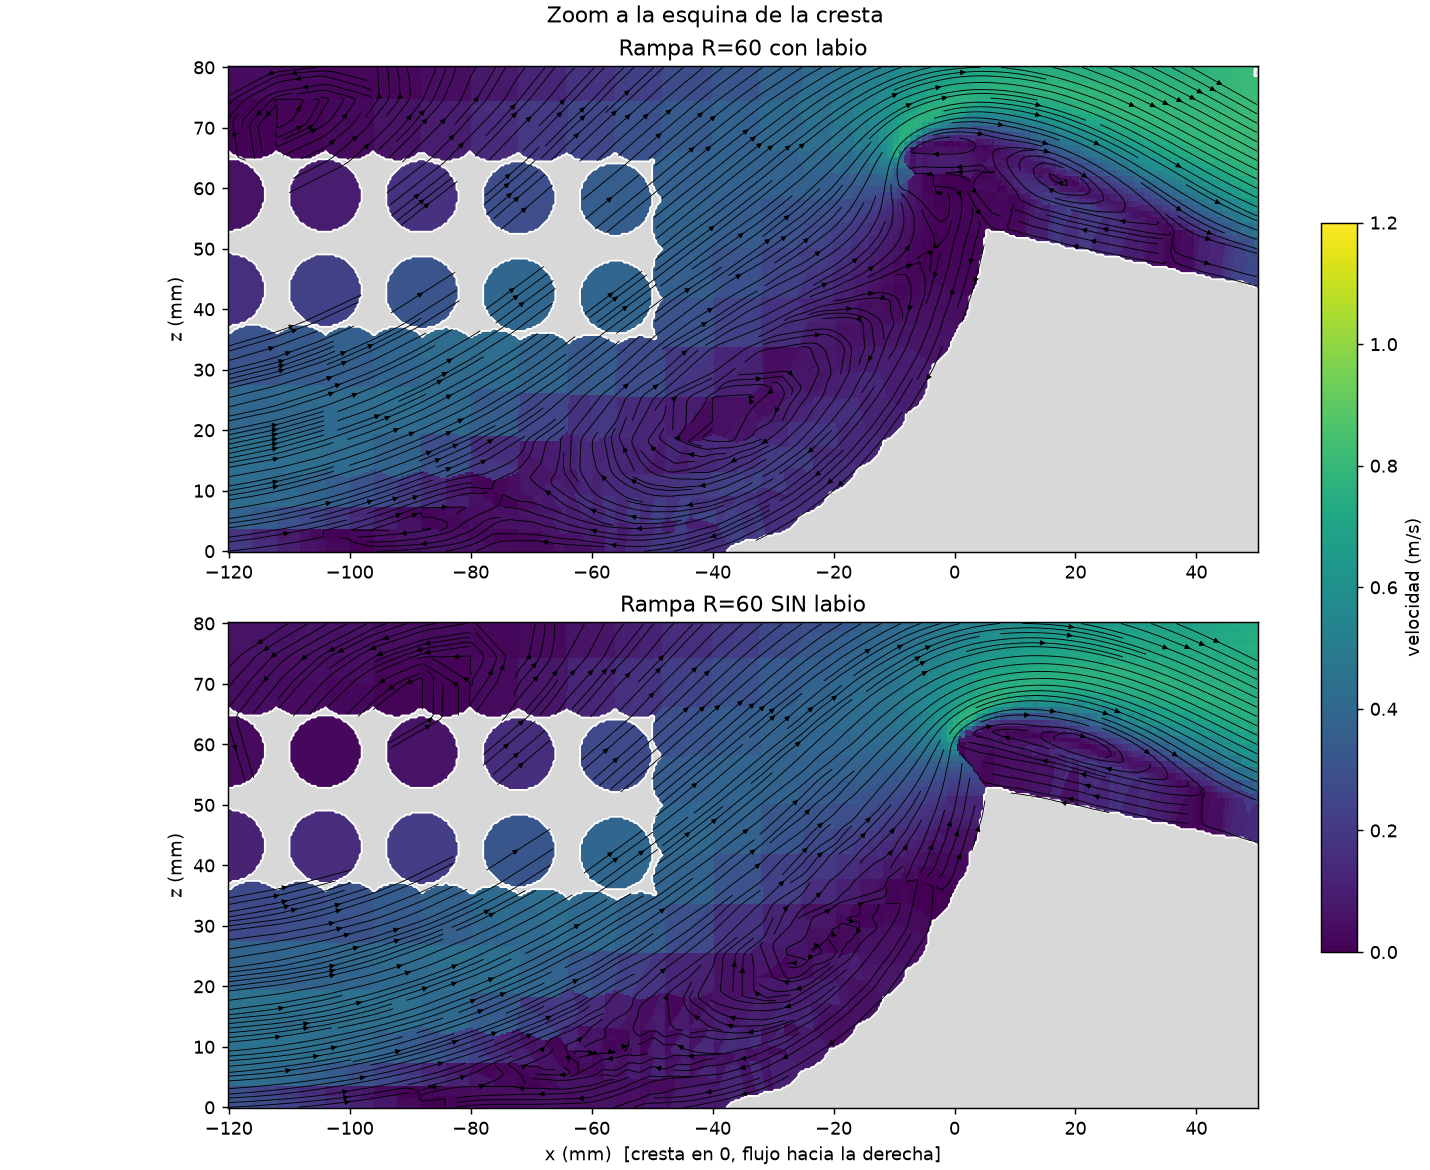 Zoom a la esquina de la cresta
Rampa R=60 con labio
80
70
60
50
40
30
20
10
0
z (mm)
−120 −100 −80 −60 −40 −20 0 20 40
Rampa R=60 SIN labio
80
70
60
50
40
30
20
10
0
z (mm)
−120 −100 −80 −60 −40 −20 0 20 40
x (mm) [cresta en 0, flujo hacia la derecha]
1.2
1.0
0.8
0.6
0.4
0.2
0.0
velocidad (m/s)